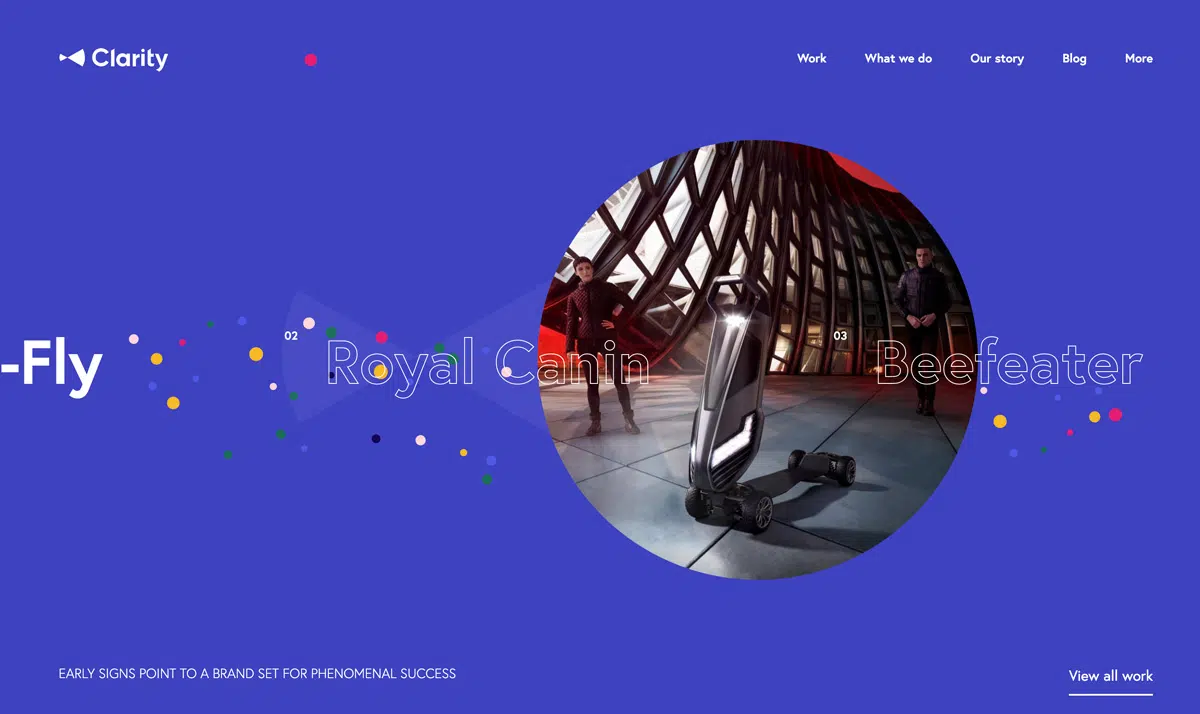 Clarity
Work
What we do
Our story
Blog
More
-Fly
02
Royal Canin
03
Beefeater
EARLY SIGNS POINT TO A BRAND SET FOR PHENOMENAL SUCCESS
View all work